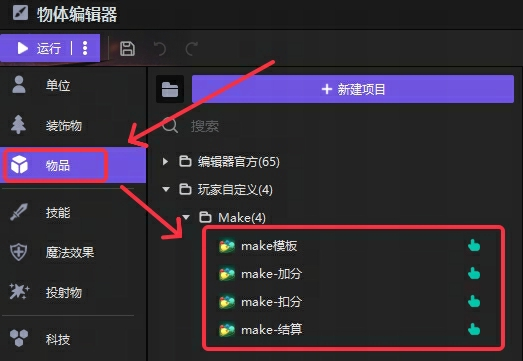 物体编辑器
运行
单位
装饰物
物品
技能
魔法效果
投射物
科技
+ 新建项目
搜索
编辑器官方(65)
玩家自定义(4)
Make(4)
make模板
make-加分
make-扣分
make-结算